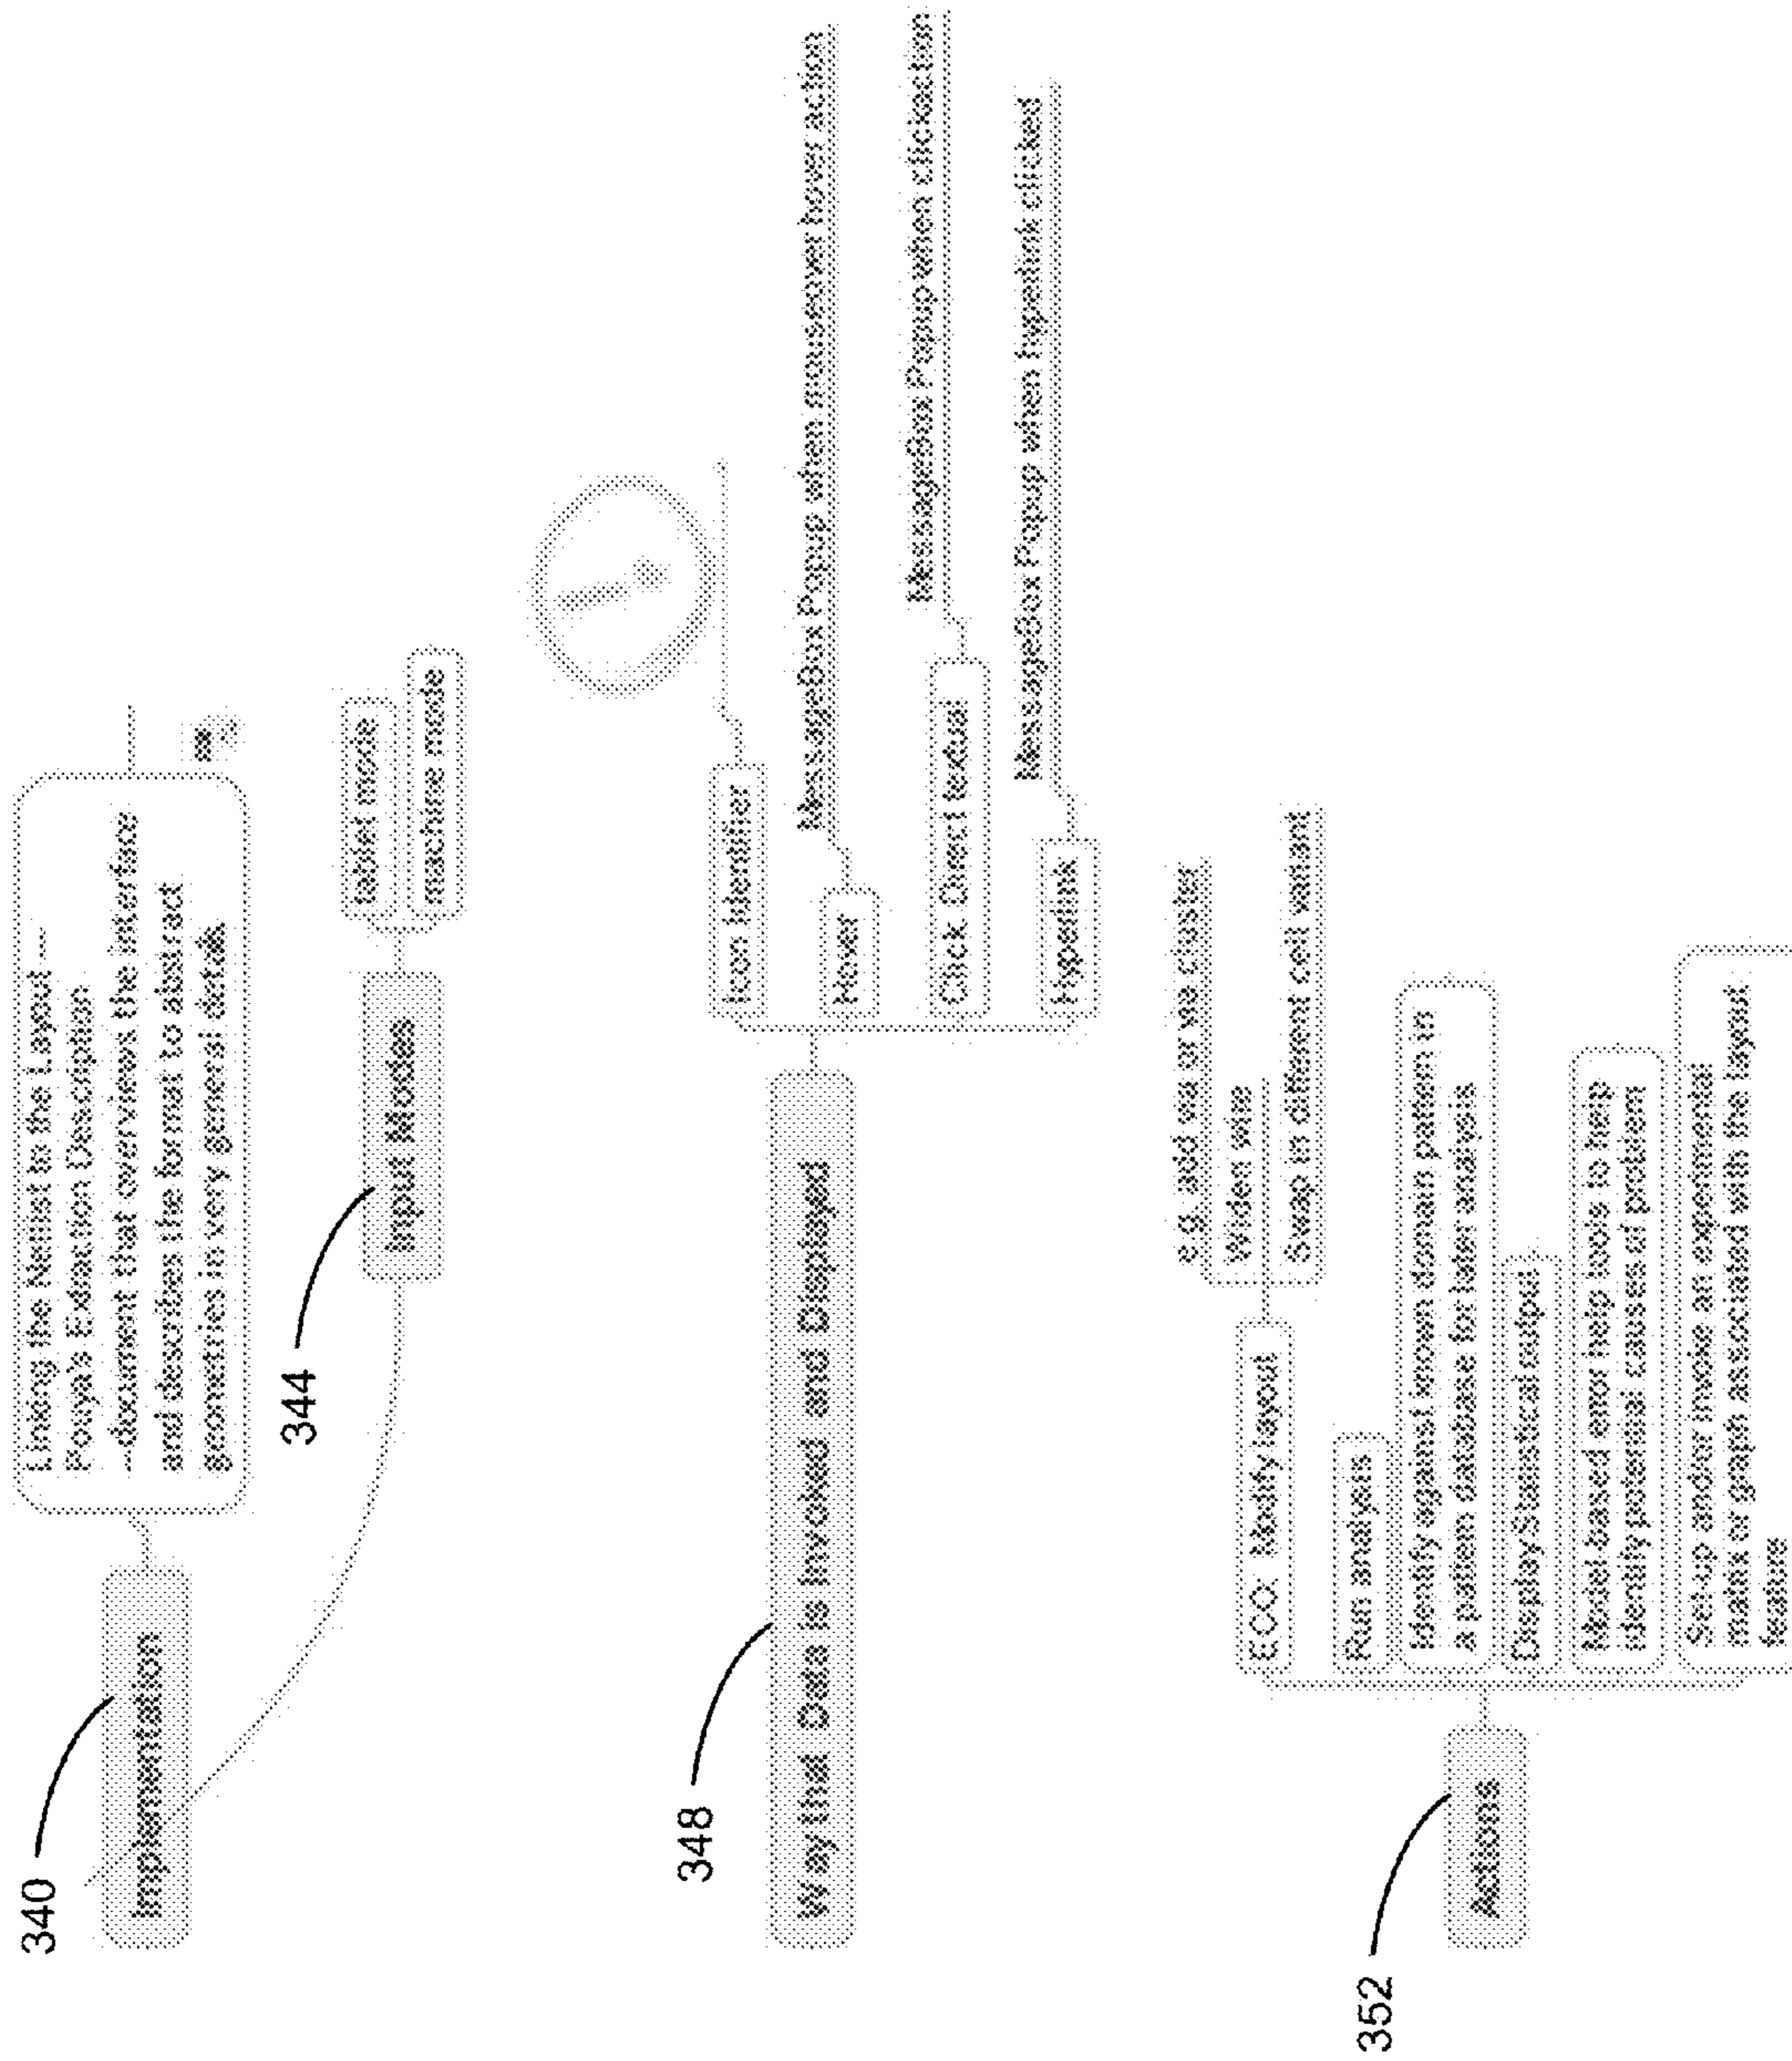 340
Implementation
Linking the Netlist to the Layout ----
Pouya's Extraction Description
--document that overviews the interface
and describes the format to abstract
geometries in very general details
344
Input Modes
tablet mode
machine mode
348
Way that Data is Invoked and Displayed
Icon Identifier
Hover
MessageBox Popup when mouseover hover action
Click Direct textual
MessageBox Popup when clickaction
Hyperlink
MessageBox Popup when hyperlink clicked
352
Actions
ECO: Modify layout
e.g. add via or via cluster
Widen wire
Swap in different cell variant
Run analysis
Identify against known domain pattern in
a pattern database for later analysis
Display Statistical output
Model-based error help tools to help
identify potential causes of problem
Set-up and/or invoke an experimental
matrix or graph associated with the layout
feature